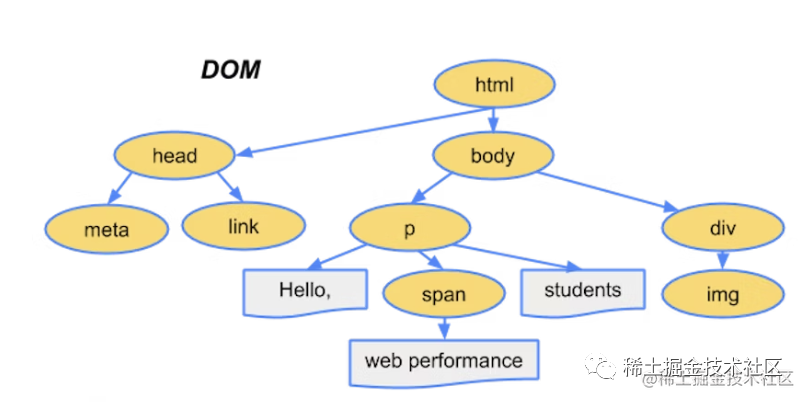 DOM
html
head
body
meta
link
p
div
Hello,
span
students
img
web performance
稀土掘金技术社区
@稀土掘金技术社区